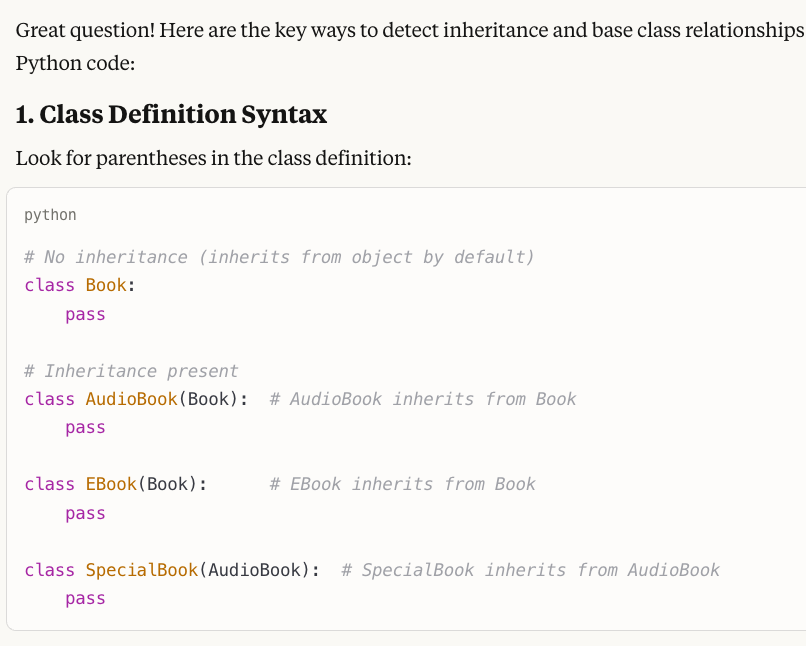 Great question! Here are the key ways to detect inheritance and base class relationships
Python code:
1. Class Definition Syntax
Look for parentheses in the class definition:
python
# No inheritance (inherits from object by default)
class Book:
    pass
# Inheritance present
class AudioBook(Book):  # AudioBook inherits from Book
    pass
class EBook(Book):      # EBook inherits from Book
    pass
class SpecialBook(AudioBook):  # SpecialBook inherits from AudioBook
    pass